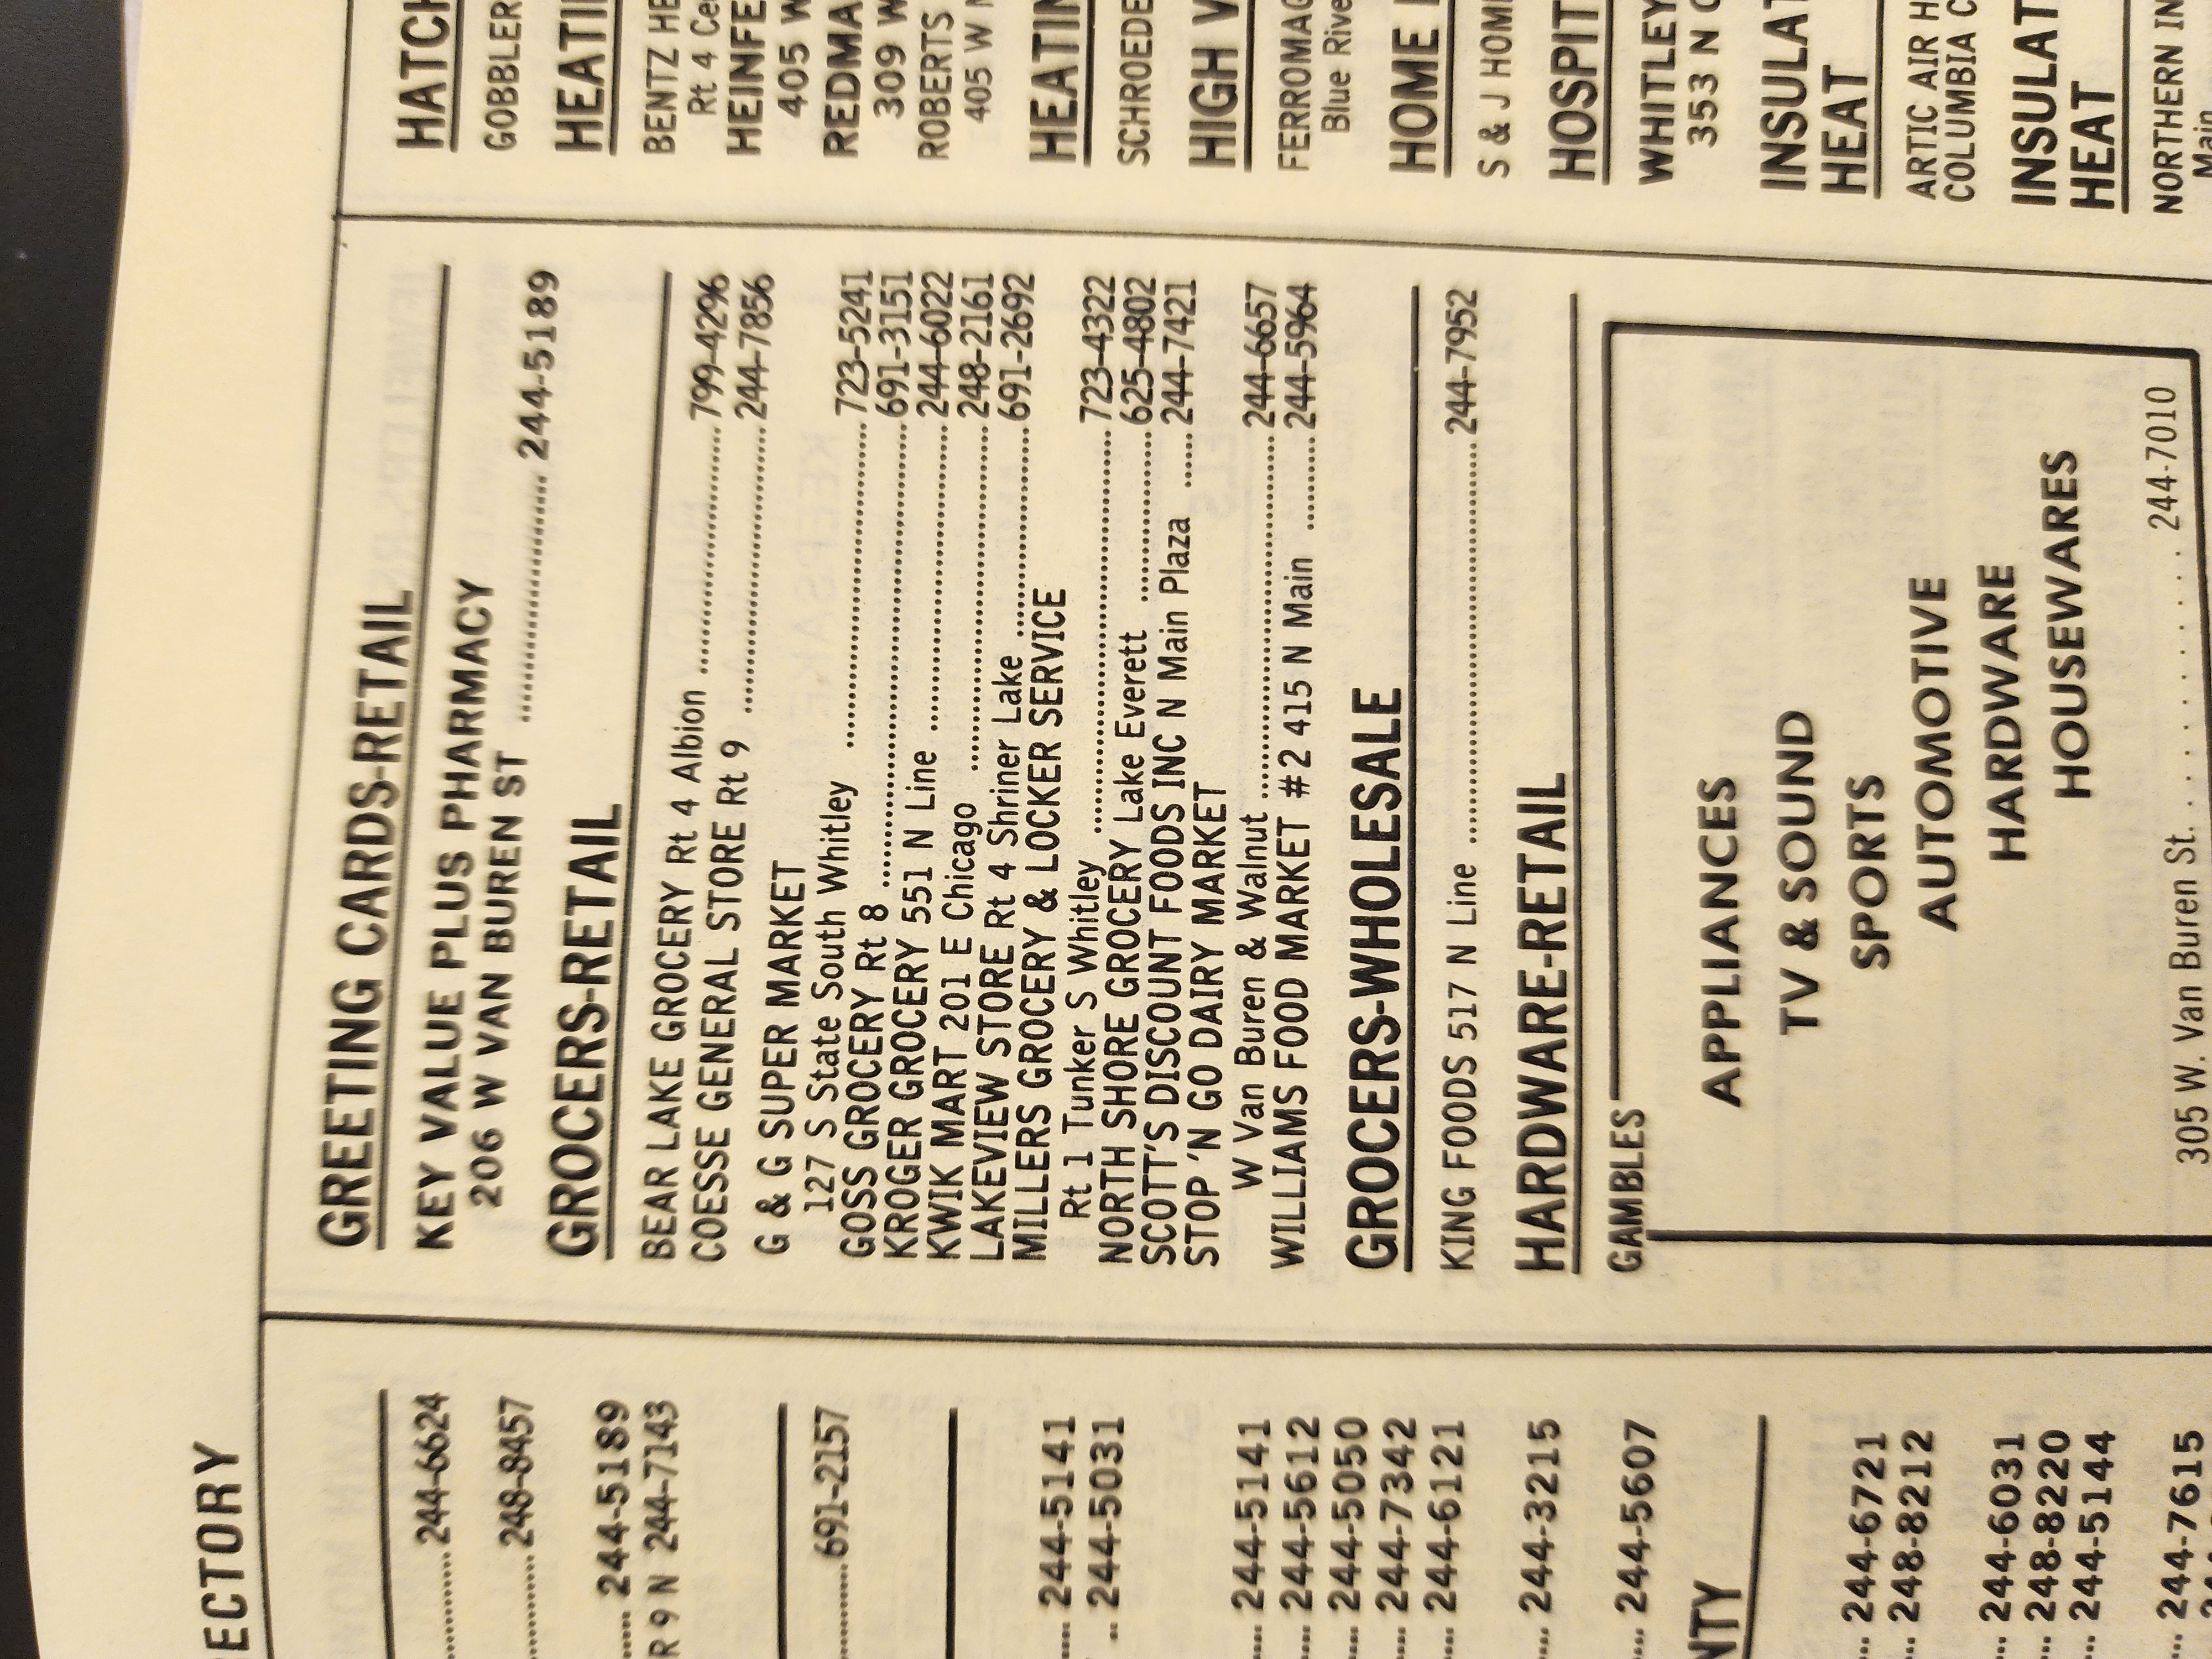 ECTORY
244-6624
248-8457
244-5189
R 9 N 244-7143
691-2157
244-5141
244-5031
244-5141
244-5612
244-5050
244-7342
244-6121
244-3215
244-5607
NTY
244-6721
248-8212
244-6031
248-8220
244-5144
244-7615
GREETING CARDS-RETAIL
KEY VALUE PLUS PHARMACY
206 W VAN BUREN ST ........ 244-5189
GROCERS-RETAIL
BEAR LAKE GROCERY Rt 4 Albion ........ 799-4296
COESSE GENERAL STORE Rt 9 ........ 244-7856
G & G SUPER MARKET
127 S State South Whitley ........ 723-5241
GOSS GROCERY Rt 8 ........ 691-3151
KROGER GROCERY 551 N Line ........ 244-6022
KWIK MART 201 E Chicago ........ 248-2161
LAKEVIEW STORE Rt 4 Shriner Lake ........ 691-2692
MILLERS GROCERY & LOCKER SERVICE
Rt 1 Tunker S Whitley ........ 723-4322
NORTH SHORE GROCERY Lake Everett ........ 625-4802
SCOTT'S DISCOUNT FOODS INC N Main Plaza ...... 244-7421
STOP 'N GO DAIRY MARKET
W Van Buren & Walnut ........ 244-6657
WILLIAMS FOOD MARKET #2 415 N Main ........ 244-5964
GROCERS-WHOLESALE
KING FOODS 517 N Line ........ 244-7952
HARDWARE-RETAIL
GAMBLES
APPLIANCES
TV & SOUND
SPORTS
AUTOMOTIVE
HARDWARE
HOUSEWARES
305 W. Van Buren St. ........ 244-7010
HATCH
GOBBLER
HEATI
BENTZ HE
Rt 4 Ce
HEINFE
405 W
REDMA
309 W
ROBERTS
405 W
HEATIN
SCHROEDE
HIGH V
FERROMAG
Blue Rive
HOME
S & J HOM
HOSPIT
WHITLEY
353 N
INSULAT
HEAT
ARTIC AIR H
COLUMBIA C
INSULAT
HEAT
NORTHERN IN
Main